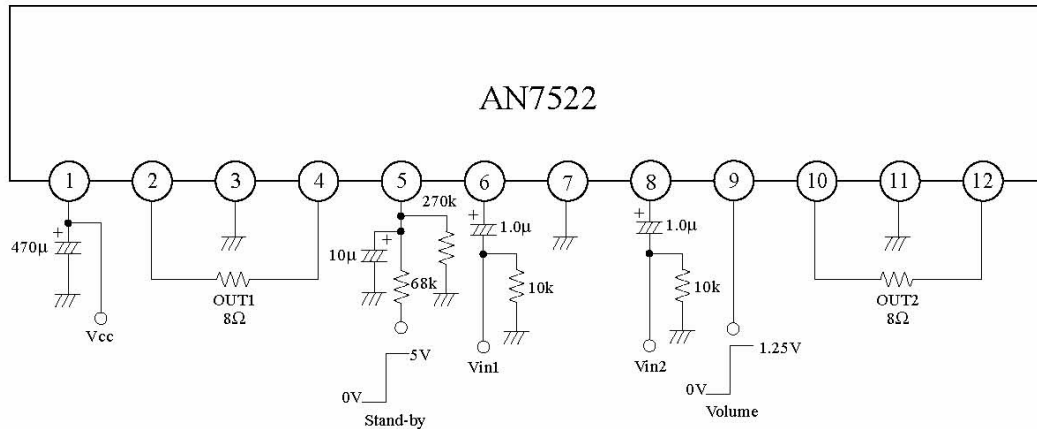 AN7522
1 2 3 4 5 6 7 8 9 10 11 12
470μ
Vcc
OUT1
8Ω
10μ
270k
68k
5V
0V
Stand-by
1.0μ
10k
Vin1
1.0μ
10k
Vin2
1.25V
0V
Volume
OUT2
8Ω